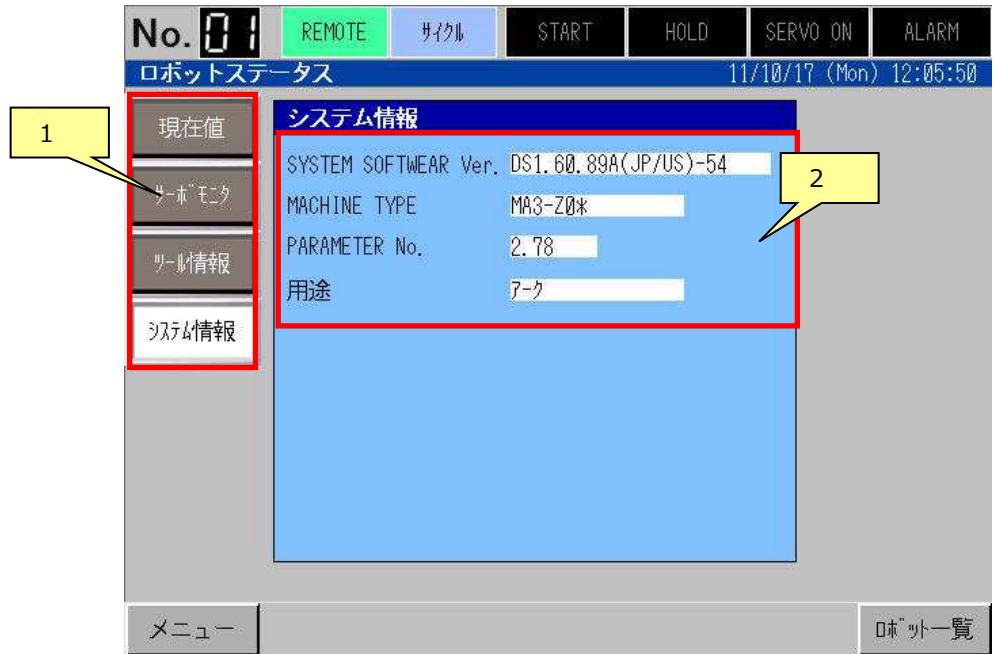 No. 01 REMOTE ｻｲｸﾙ START HOLD SERVO ON ALARM
ロボットステータス 11/10/17 (Mon) 12:05:50
1
現在値
ｻｰﾎﾞﾓﾆﾀ
ﾂｰﾙ情報
ｼｽﾃﾑ情報
システム情報
SYSTEM SOFTWEAR Ver. DS1.60.89A(JP/US)-54
MACHINE TYPE MA3-Z0*
PARAMETER No. 2.78
用途 ｱｰｸ
2
メニュー ﾛﾎﾞｯﾄ一覧